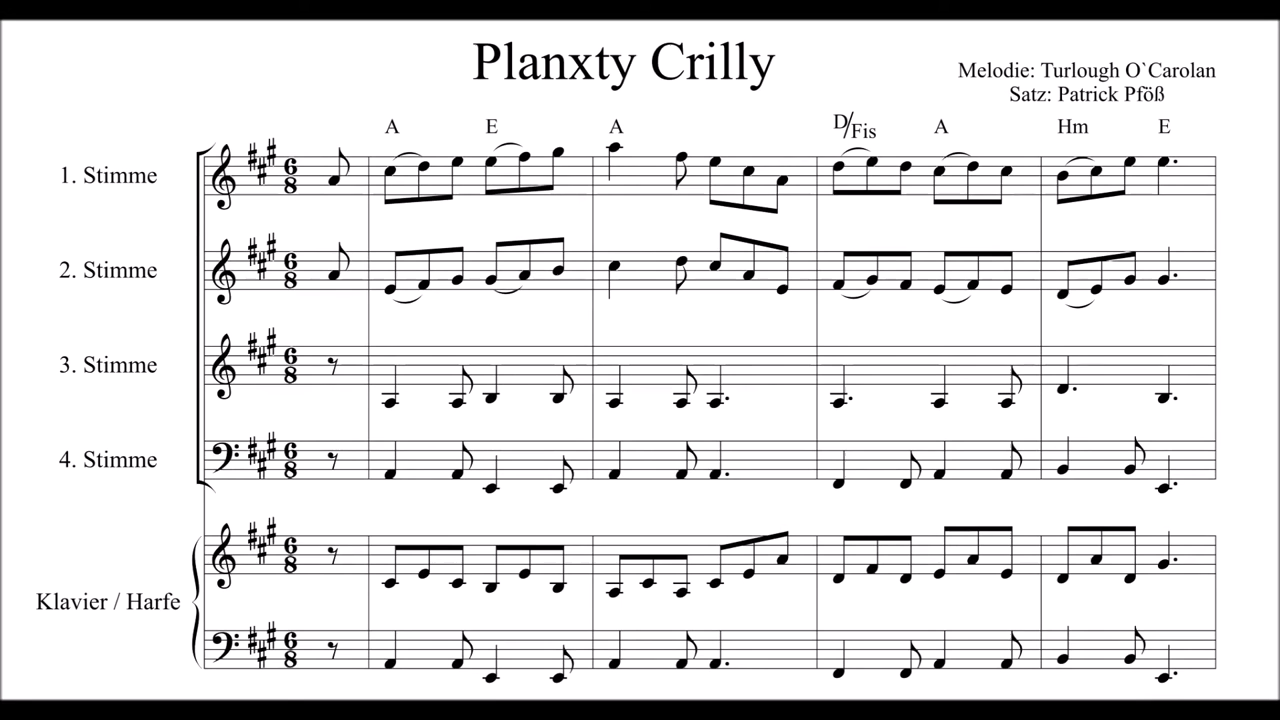 Planxty Crilly
Melodie: Turlough O`Carolan
Satz: Patrick Pföß
A E A D/Fis A Hm E
1. Stimme
2. Stimme
3. Stimme
4. Stimme
Klavier / Harfe